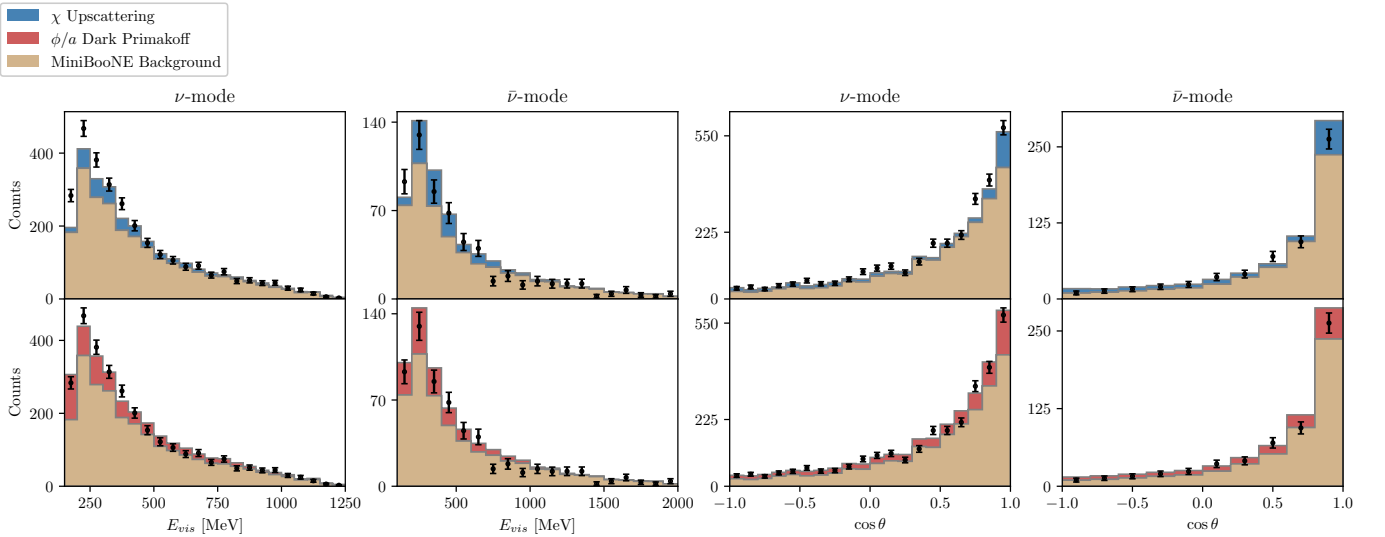 χ Upscattering
ϕ/a Dark Primakoff
MiniBooNE Background
ν-mode
ν̄-mode
ν-mode
ν̄-mode
Counts
400
200
0
140
70
0
550
225
0
250
125
0
Counts
400
200
0
140
70
0
550
225
0
250
125
0
250 500 750 1000 1250
500 1000 1500 2000
−1.0 −0.5 0.0 0.5 1.0
−1.0 −0.5 0.0 0.5 1.0
E_vis [MeV]
E_vis [MeV]
cos θ
cos θ